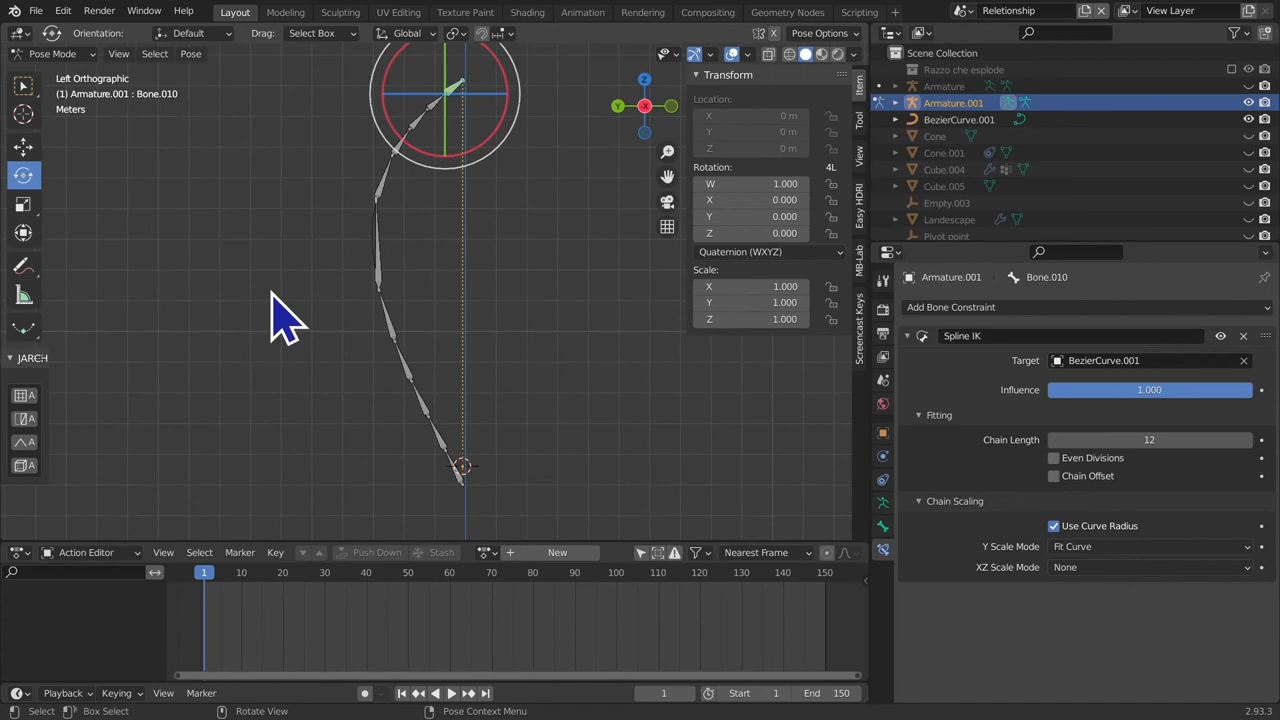 File Edit Render Window Help Layout Modeling Sculpting UV Editing Texture Paint Shading Animation Rendering Compositing Geometry Nodes Scripting + Relationship View Layer
Orientation: Default Drag: Select Box Global Pose Options
Pose Mode View Select Pose
Left Orthographic
(1) Armature.001 : Bone.010
Meters
Z
Y
-X
Transform
Location:
X 0 m
Y 0 m
Z 0 m
Rotation: 4L
W 1.000
X 0.000
Y 0.000
Z 0.000
Quaternion (WXYZ)
Scale:
X 1.000
Y 1.000
Z 1.000
Item
Tool
View
Easy HDRI
MB-Lab
Screencast Keys
JARCH
A
A
A
A
Scene Collection
Razzo che esplode
Armature
Armature.001
BezierCurve.001
Cone
Cone.001
Cube.004
Cube.005
Empty.003
Landscape
Pivot point
Armature.001 Bone.010
Add Bone Constraint
Spline IK
Target BezierCurve.001
Influence 1.000
Fitting
Chain Length 12
Even Divisions
Chain Offset
Chain Scaling
Use Curve Radius
Y Scale Mode Fit Curve
XZ Scale Mode None
Action Editor View Select Marker Key Push Down Stash + New Nearest Frame
1 10 20 30 40 50 60 70 80 90 100 110 120 130 140 150
Playback Keying View Marker 1 Start 1 End 150
Select Box Select Rotate View Pose Context Menu 2.93.3